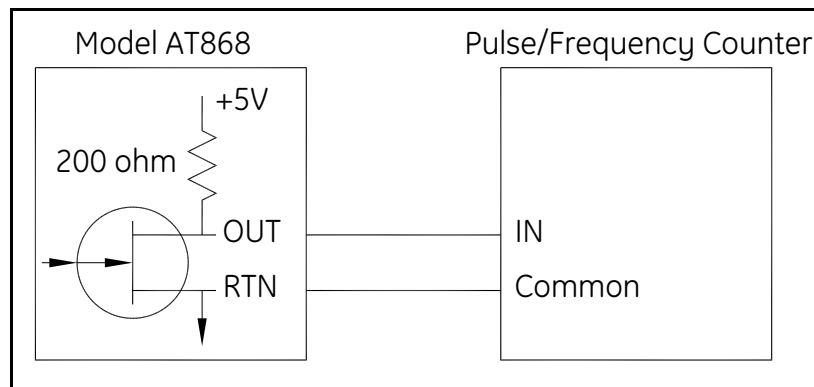 Model AT868
Pulse/Frequency Counter
+5V
200 ohm
OUT
IN
RTN
Common